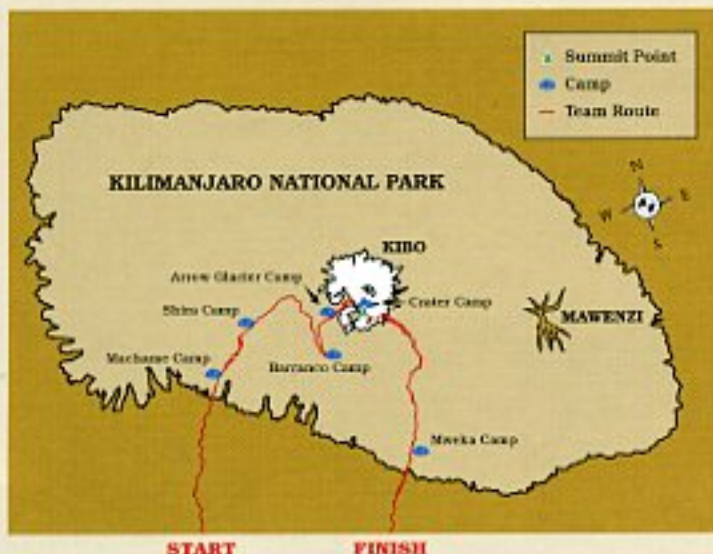 Summit Point
Camp
Team Route
N
W E
S
KILIMANJARO NATIONAL PARK
KIBO
Arrow Glacier Camp
Crater Camp
Shira Camp
MAWENZI
Machame Camp
Barranco Camp
Mweka Camp
START FINISH